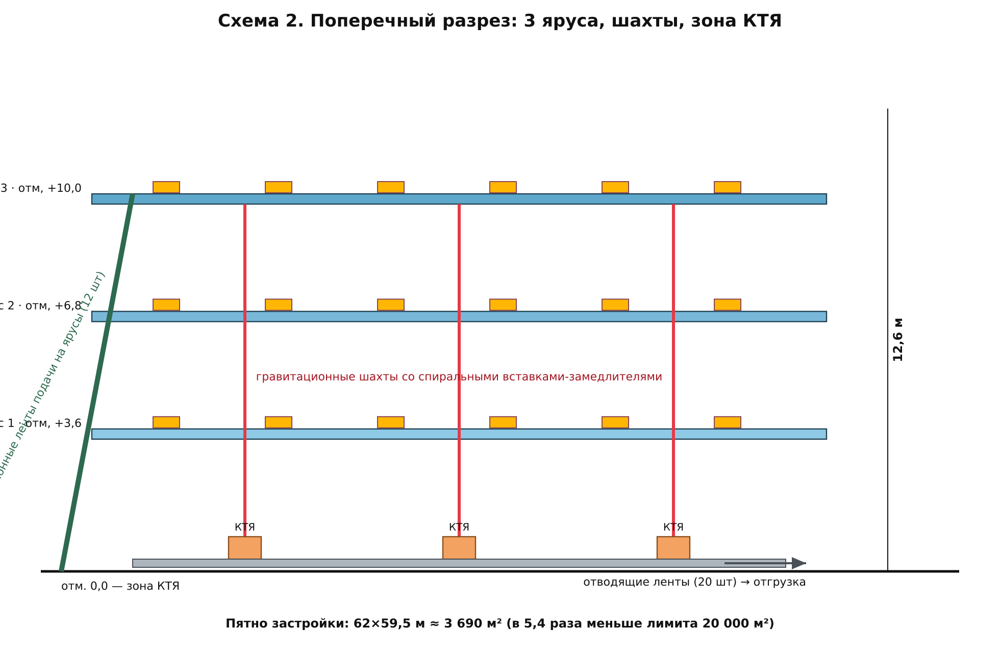 Схема 2. Поперечный разрез: 3 яруса, шахты, зона КТЯ
3 · отм, +10,0
с 2 · отм, +6,8
ленты подачи на ярусы (12 шт)
12,6 м
гравитационные шахты со спиральными вставками-замедлителями
с 1 · отм, +3,6
КТЯ
КТЯ
КТЯ
отм. 0,0 — зона КТЯ
отводящие ленты (20 шт) → отгрузка
Пятно застройки: 62×59,5 м ≈ 3 690 м² (в 5,4 раза меньше лимита 20 000 м²)